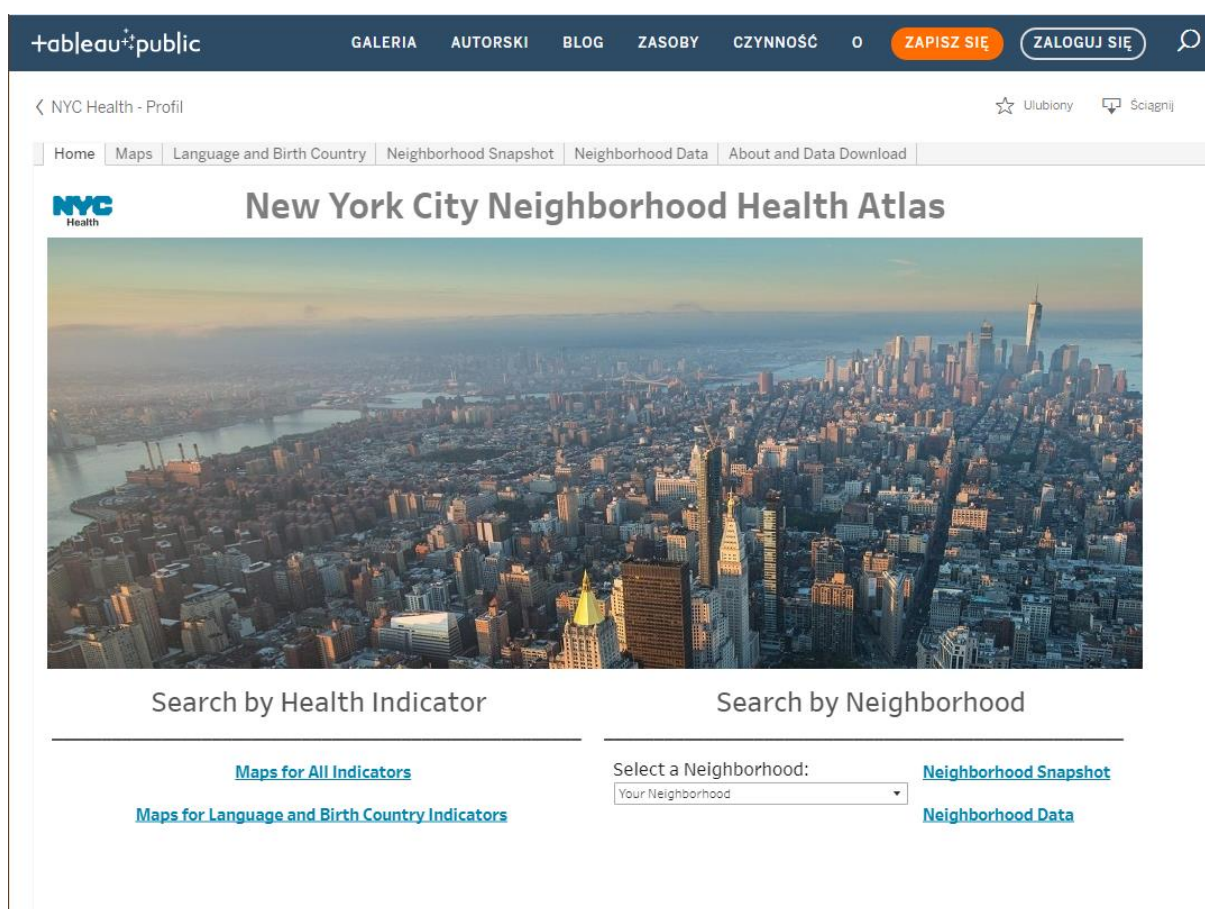 +ableau+public
GALERIA AUTORSKI BLOG ZASOBY CZYNNOŚĆ O ZAPISZ SIĘ ZALOGUJ SIĘ
NYC Health - Profil Ulubiony Ściągnij
Home Maps Language and Birth Country Neighborhood Snapshot Neighborhood Data About and Data Download
NYC
Health
New York City Neighborhood Health Atlas
Search by Health Indicator
Maps for All Indicators
Maps for Language and Birth Country Indicators
Search by Neighborhood
Select a Neighborhood:
Your Neighborhood
Neighborhood Snapshot
Neighborhood Data